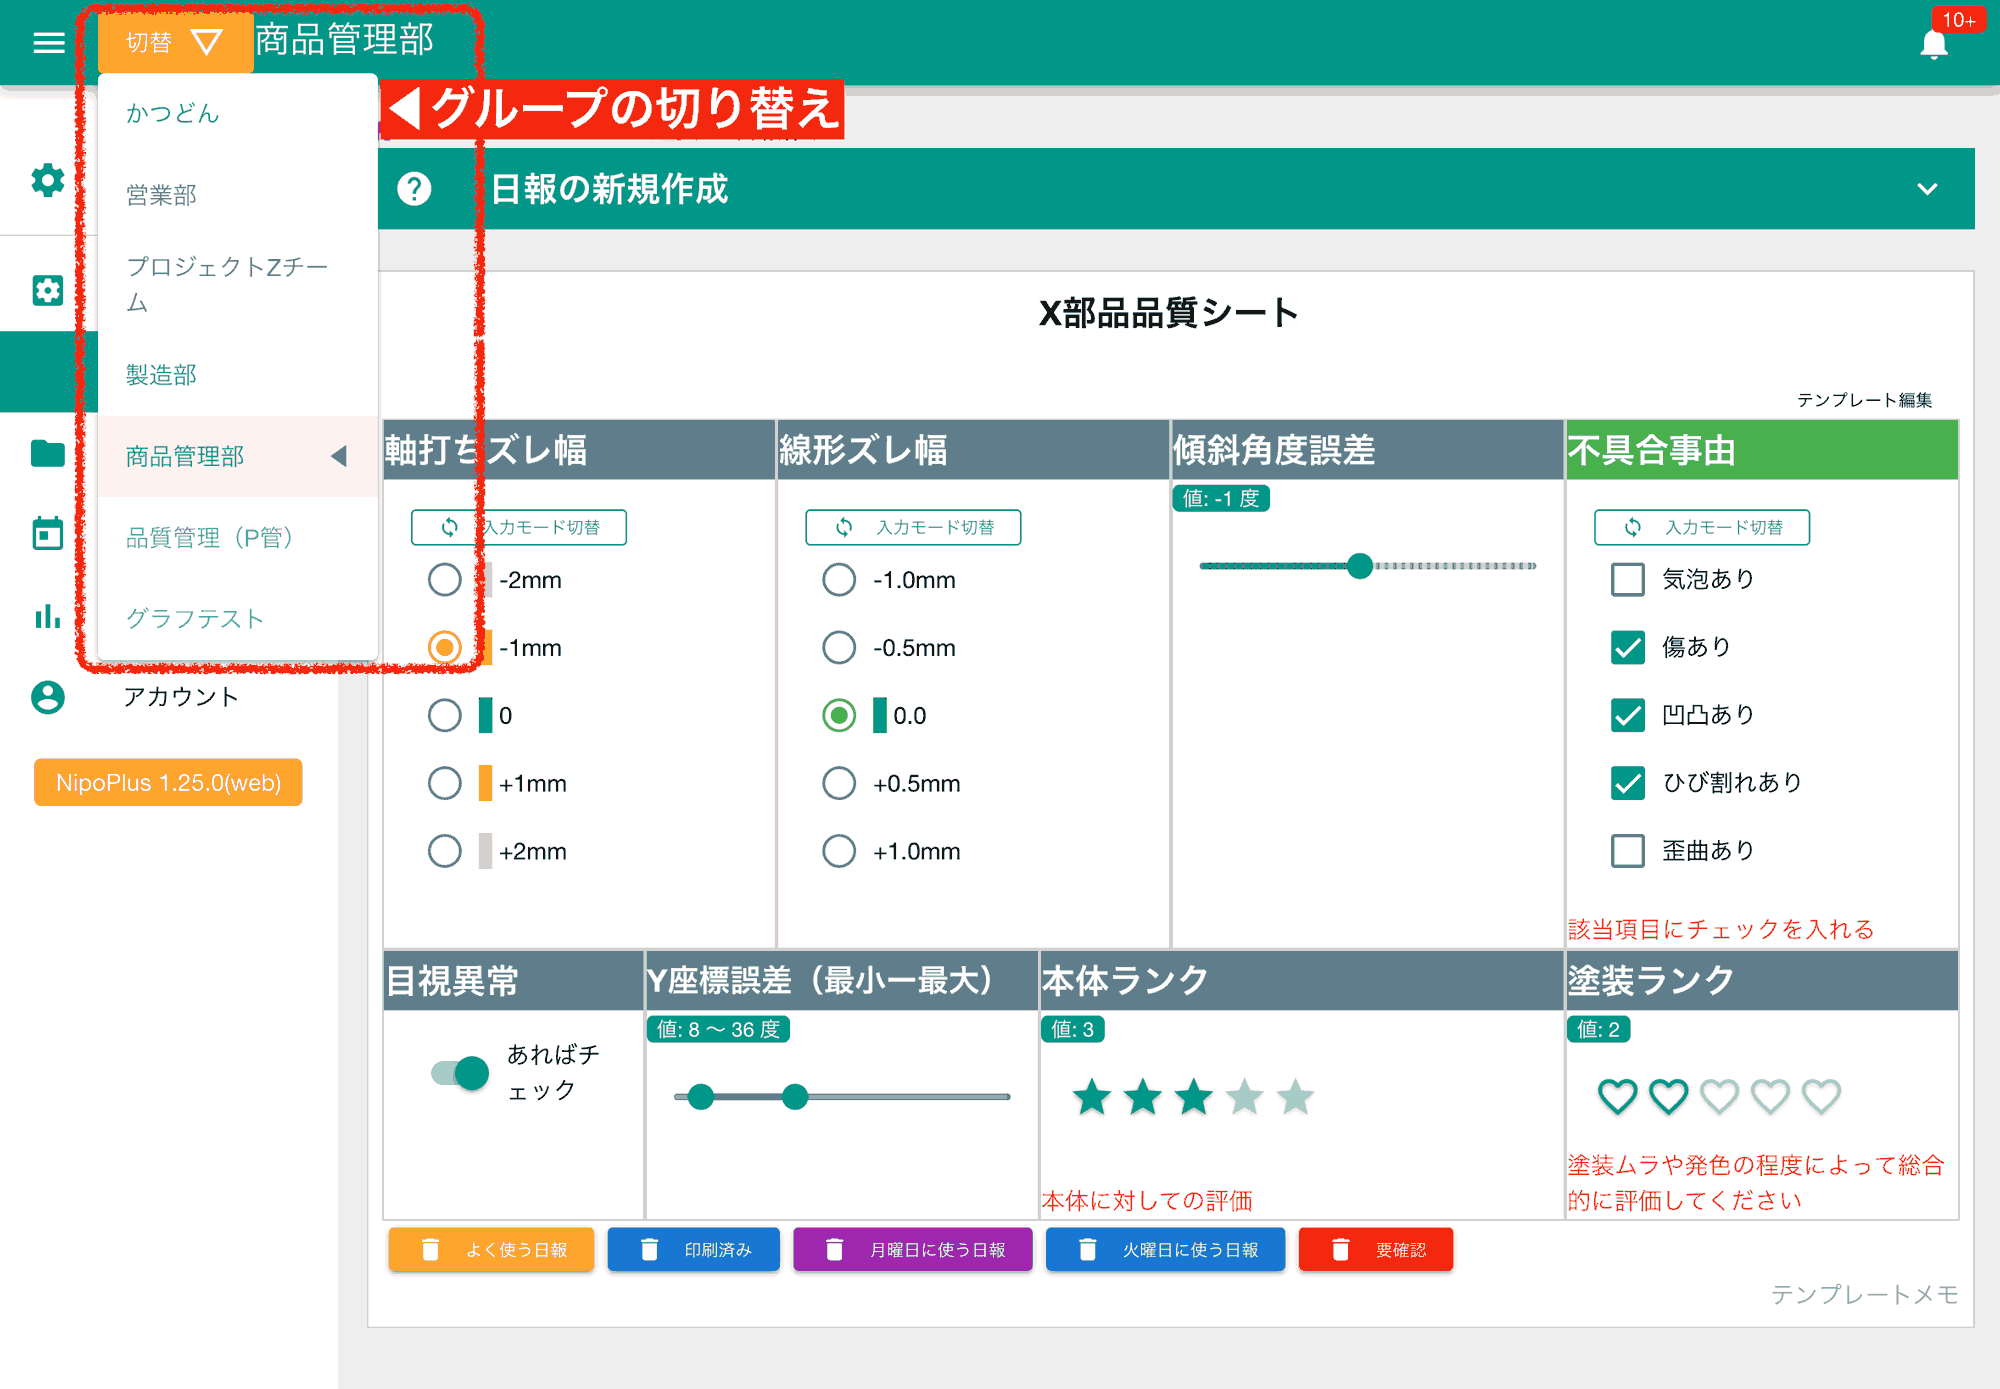 切替 商品管理部
10+
◀グループの切り替え
かつどん
営業部
プロジェクトZチー
ム
製造部
商品管理部
品質管理（P管）
グラフテスト
アカウント
NipoPlus 1.25.0(web)
日報の新規作成
X部品品質シート
テンプレート編集
軸打ちズレ幅
入力モード切替
-2mm
-1mm
0
+1mm
+2mm
線形ズレ幅
入力モード切替
-1.0mm
-0.5mm
0.0
+0.5mm
+1.0mm
傾斜角度誤差
値: -1 度
不具合事由
入力モード切替
気泡あり
傷あり
凹凸あり
ひび割れあり
歪曲あり
該当項目にチェックを入れる
目視異常
あればチ
ェック
Y座標誤差（最小ー最大）
値: 8 〜 36 度
本体ランク
値: 3
本体に対しての評価
塗装ランク
値: 2
塗装ムラや発色の程度によって総合
的に評価してください
よく使う日報
印刷済み
月曜日に使う日報
火曜日に使う日報
要確認
テンプレートメモ